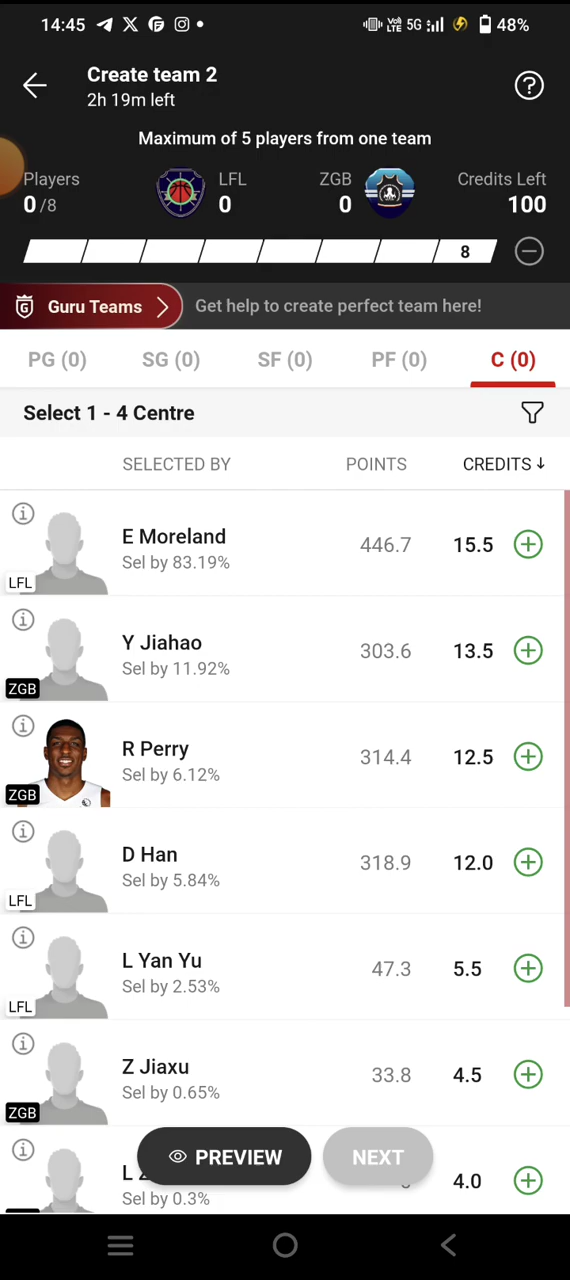 14:45 Vo) LTE 5G 48%
Create team 2
2h 19m left
Maximum of 5 players from one team
Players LFL ZGB Credits Left
0/8 0 0 100
8
Guru Teams Get help to create perfect team here!
PG (0) SG (0) SF (0) PF (0) C (0)
Select 1 - 4 Centre
SELECTED BY POINTS CREDITS ↓
E Moreland 446.7 15.5
Sel by 83.19%
LFL
Y Jiahao 303.6 13.5
Sel by 11.92%
ZGB
R Perry 314.4 12.5
Sel by 6.12%
ZGB
D Han 318.9 12.0
Sel by 5.84%
LFL
L Yan Yu 47.3 5.5
Sel by 2.53%
LFL
Z Jiaxu 33.8 4.5
Sel by 0.65%
ZGB
PREVIEW NEXT
L 4.0
Sel by 0.3%